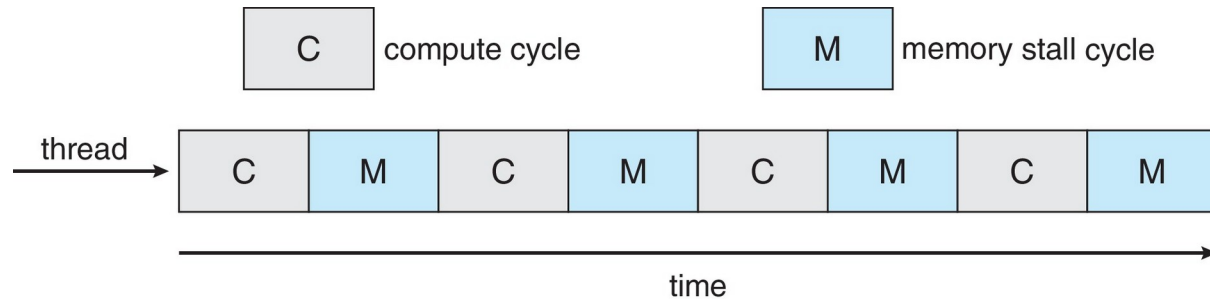 C compute cycle M memory stall cycle
thread
C M C M C M C M
time